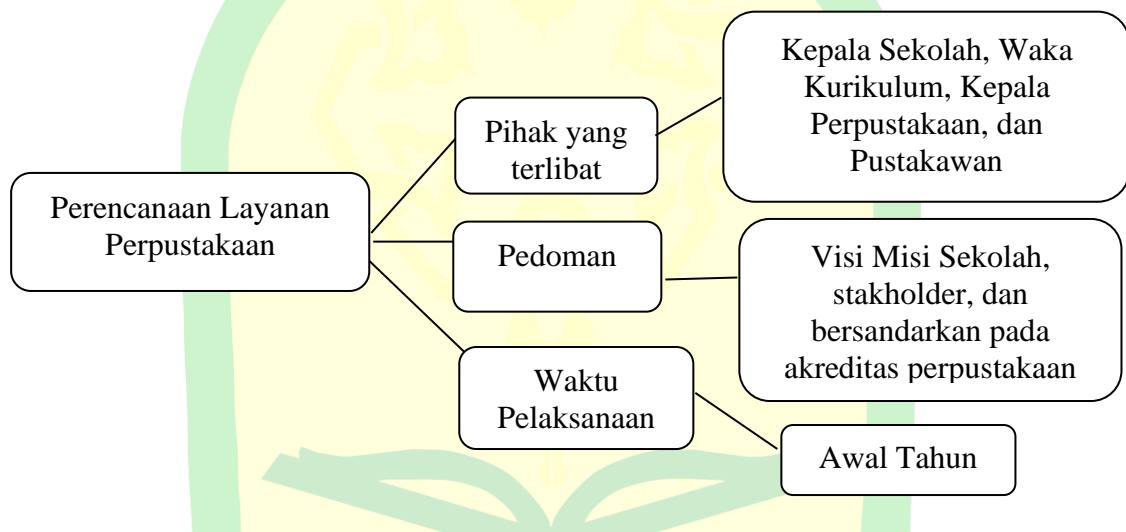 Perencanaan Layanan
Perpustakaan
Pihak yang
terlibat
Kepala Sekolah, Waka
Kurikulum, Kepala
Perpustakaan, dan
Pustakawan
Pedoman
Visi Misi Sekolah,
stakholder, dan
bersandarkan pada
akreditas perpustakaan
Waktu
Pelaksanaan
Awal Tahun